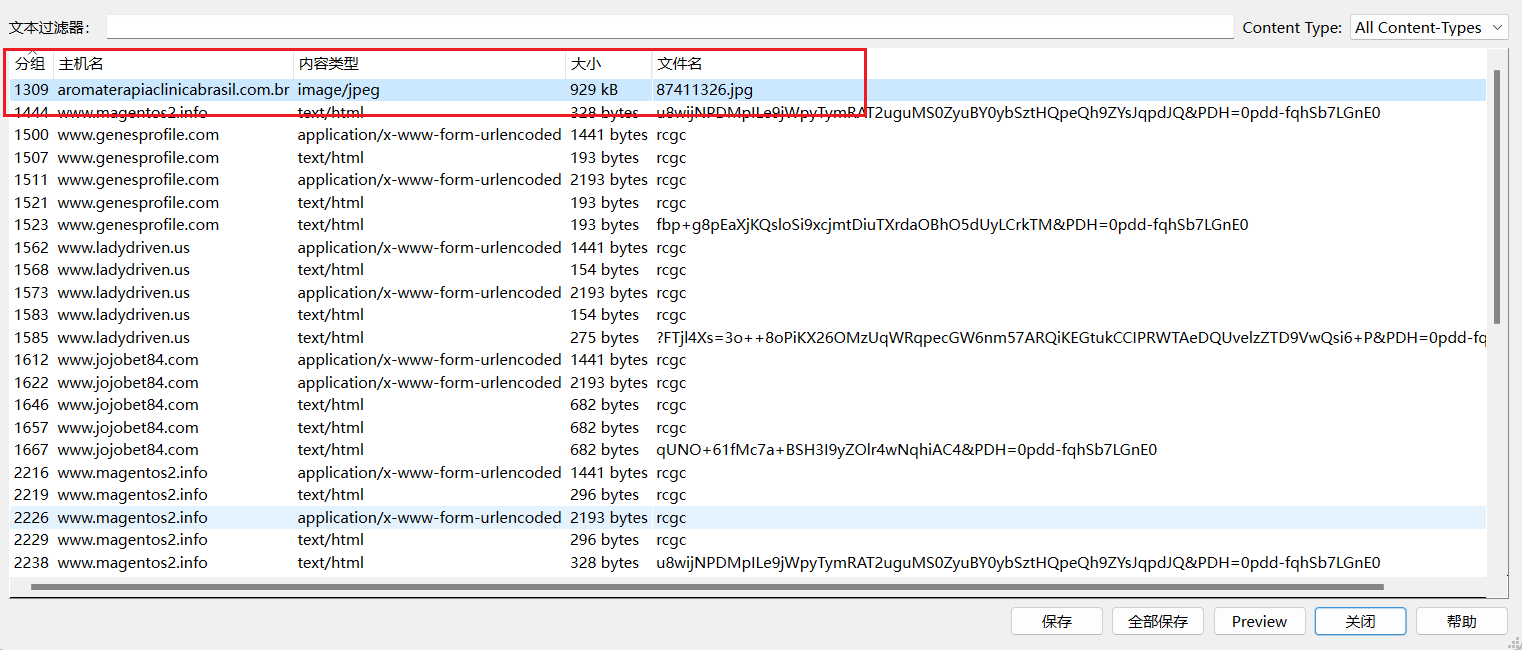 文本过滤器: Content Type: All Content-Types
分组 主机名 内容类型 大小 文件名
1309 aromaterapiaclinicabrasil.com.br image/jpeg 929 kB 87411326.jpg
1444 www.magentos2.info text/html 328 bytes u8wijNPDMpILe9jWpyTymRAT2uguMS0ZyuBY0ybSztHQpeQh9ZYsJqpdJQ&PDH=0pdd-fqhSb7LGnE0
1500 www.genesprofile.com application/x-www-form-urlencoded 1441 bytes rcgc
1507 www.genesprofile.com text/html 193 bytes rcgc
1511 www.genesprofile.com application/x-www-form-urlencoded 2193 bytes rcgc
1521 www.genesprofile.com text/html 193 bytes rcgc
1523 www.genesprofile.com text/html 193 bytes fbp+g8pEaXjKQsloSi9xcjmtDiuTXrdaOBhO5dUyLCrkTM&PDH=0pdd-fqhSb7LGnE0
1562 www.ladydriven.us application/x-www-form-urlencoded 1441 bytes rcgc
1568 www.ladydriven.us text/html 154 bytes rcgc
1573 www.ladydriven.us application/x-www-form-urlencoded 2193 bytes rcgc
1583 www.ladydriven.us text/html 154 bytes rcgc
1585 www.ladydriven.us text/html 275 bytes ?FTjl4Xs=3o++8oPiKX26OMzUqWRqpecGW6nm57ARQiKEGtukCCIPRWTAeDQUvelzZTD9VwQsi6+P&PDH=0pdd-fq
1612 www.jojobet84.com application/x-www-form-urlencoded 1441 bytes rcgc
1622 www.jojobet84.com application/x-www-form-urlencoded 2193 bytes rcgc
1646 www.jojobet84.com text/html 682 bytes rcgc
1657 www.jojobet84.com text/html 682 bytes rcgc
1667 www.jojobet84.com text/html 682 bytes qUNO+61fMc7a+BSH3I9yZOlr4wNqhiAC4&PDH=0pdd-fqhSb7LGnE0
2216 www.magentos2.info application/x-www-form-urlencoded 1441 bytes rcgc
2219 www.magentos2.info text/html 296 bytes rcgc
2226 www.magentos2.info application/x-www-form-urlencoded 2193 bytes rcgc
2229 www.magentos2.info text/html 296 bytes rcgc
2238 www.magentos2.info text/html 328 bytes u8wijNPDMpILe9jWpyTymRAT2uguMS0ZyuBY0ybSztHQpeQh9ZYsJqpdJQ&PDH=0pdd-fqhSb7LGnE0
保存 全部保存 Preview 关闭 帮助